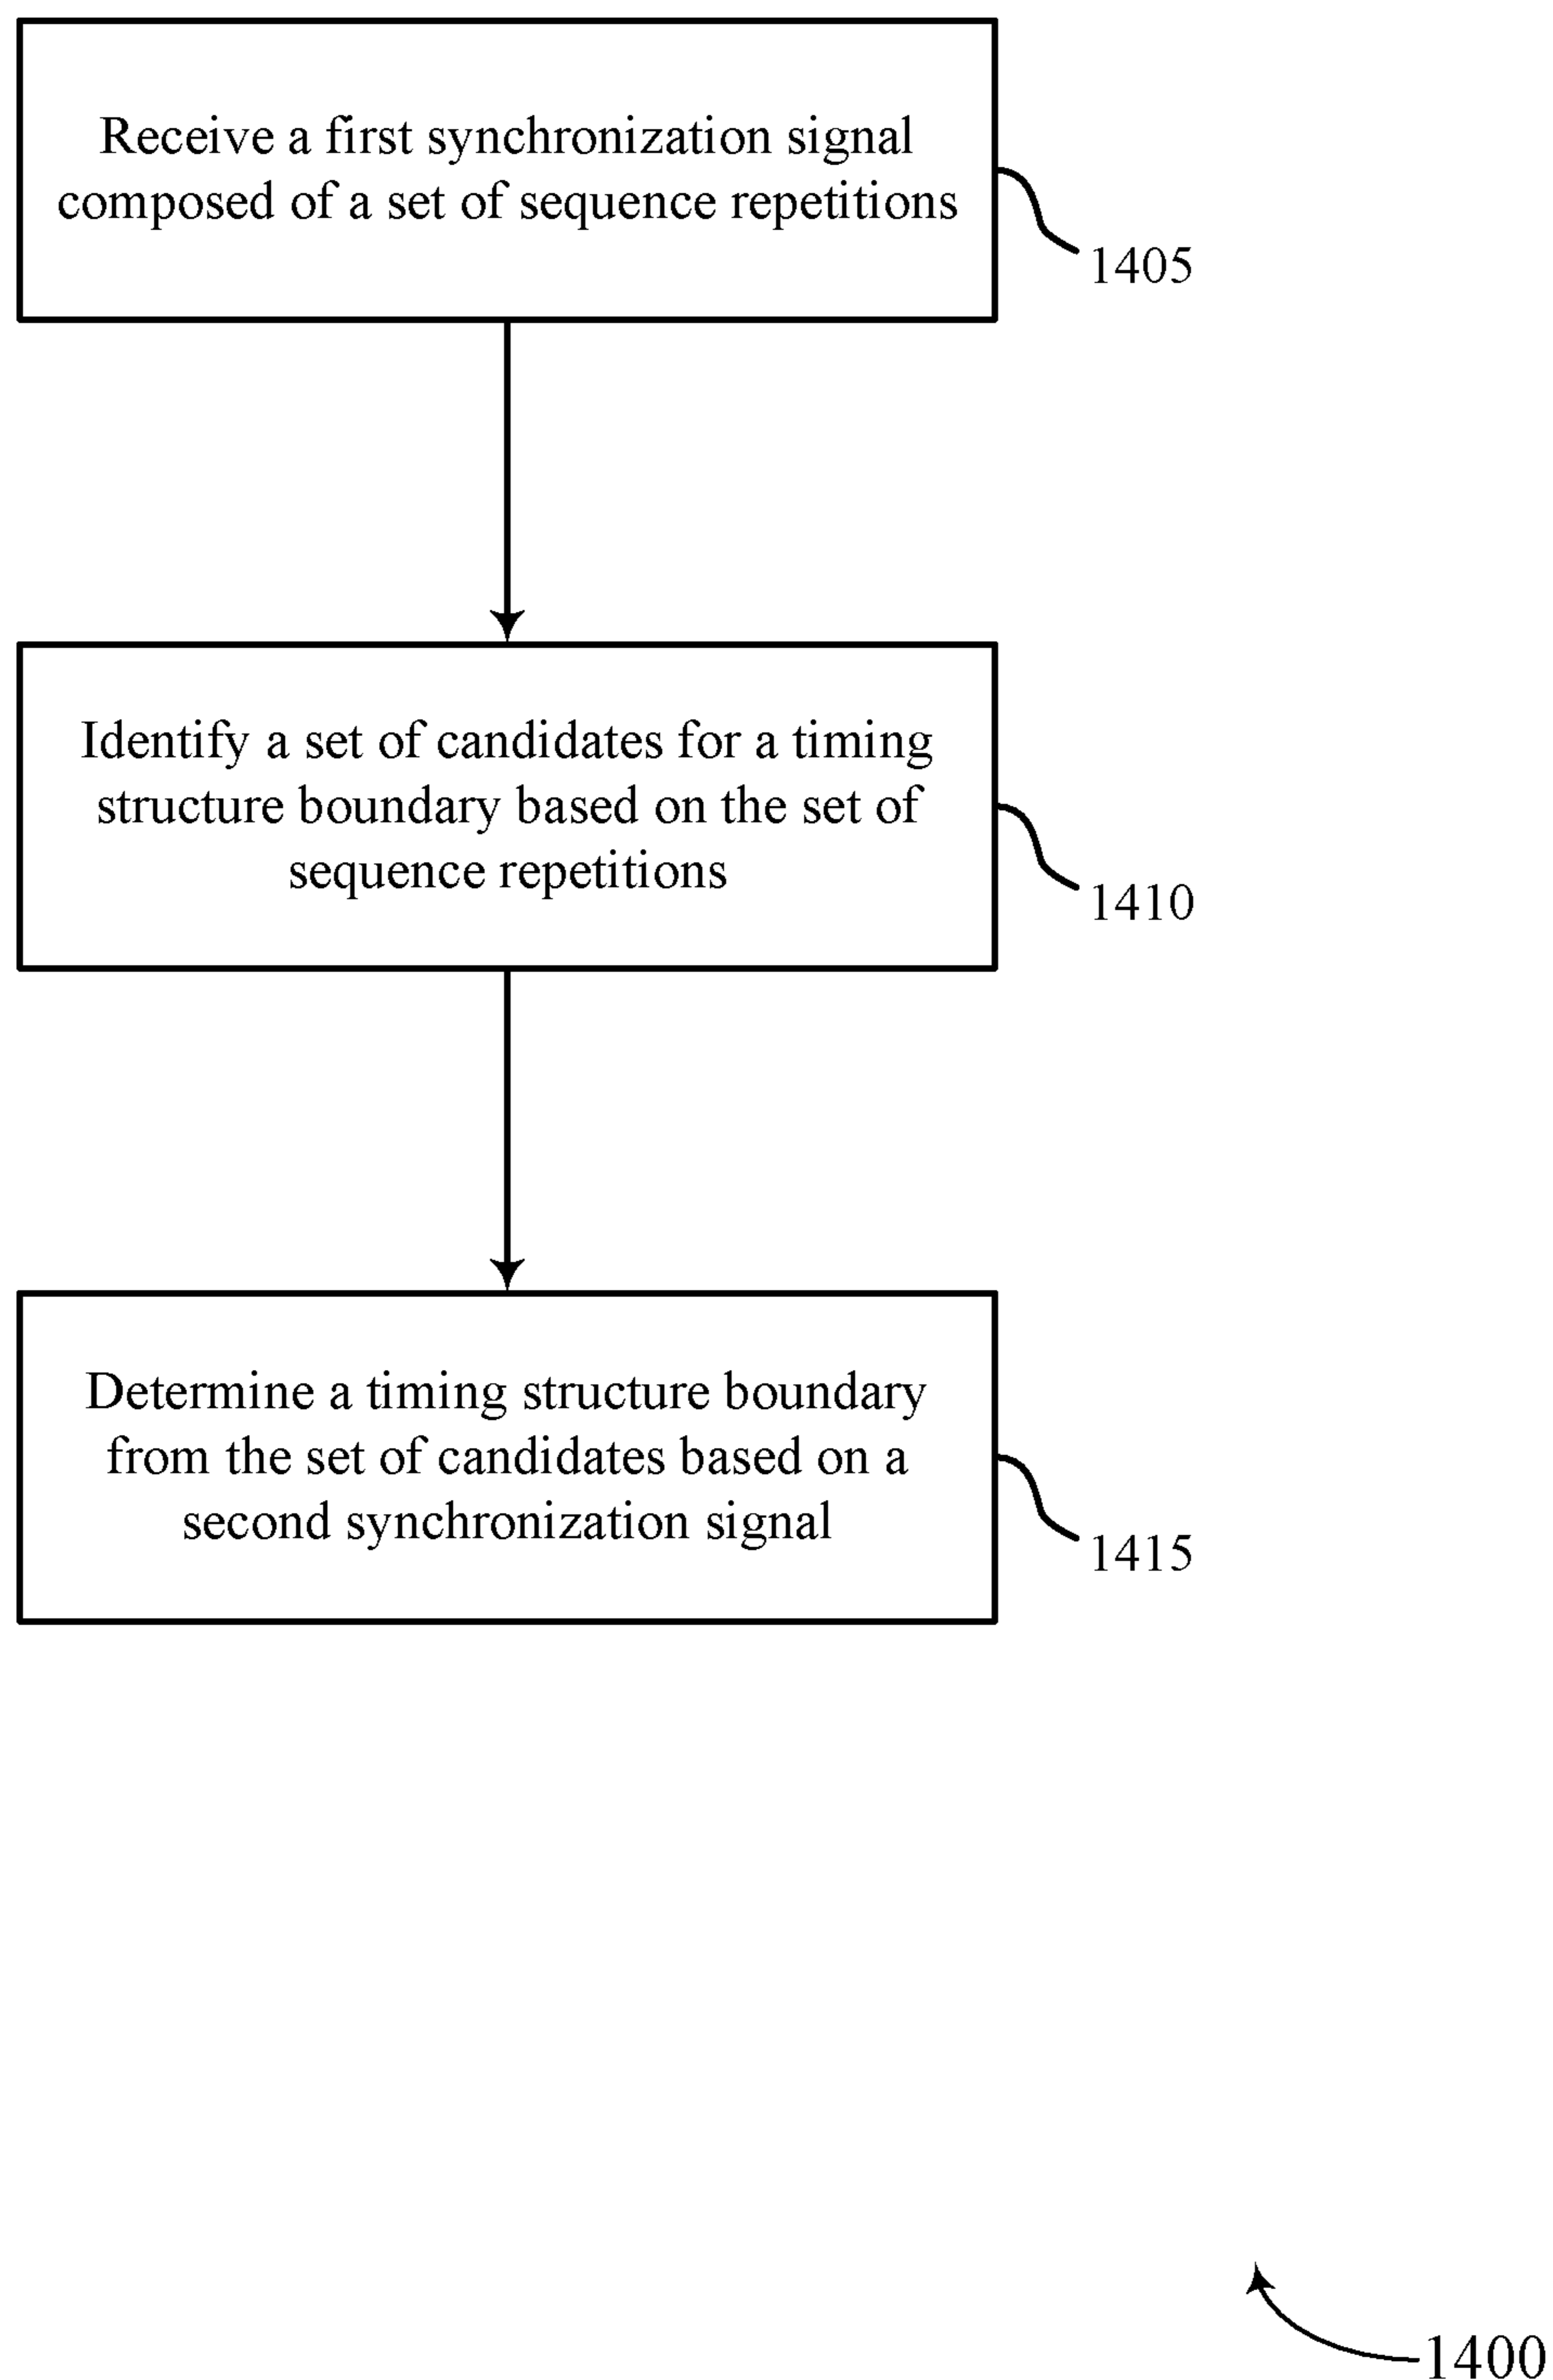 Receive a first synchronization signal
composed of a set of sequence repetitions
1405
Identify a set of candidates for a timing
structure boundary based on the set of
sequence repetitions
1410
Determine a timing structure boundary
from the set of candidates based on a
second synchronization signal
1415
1400